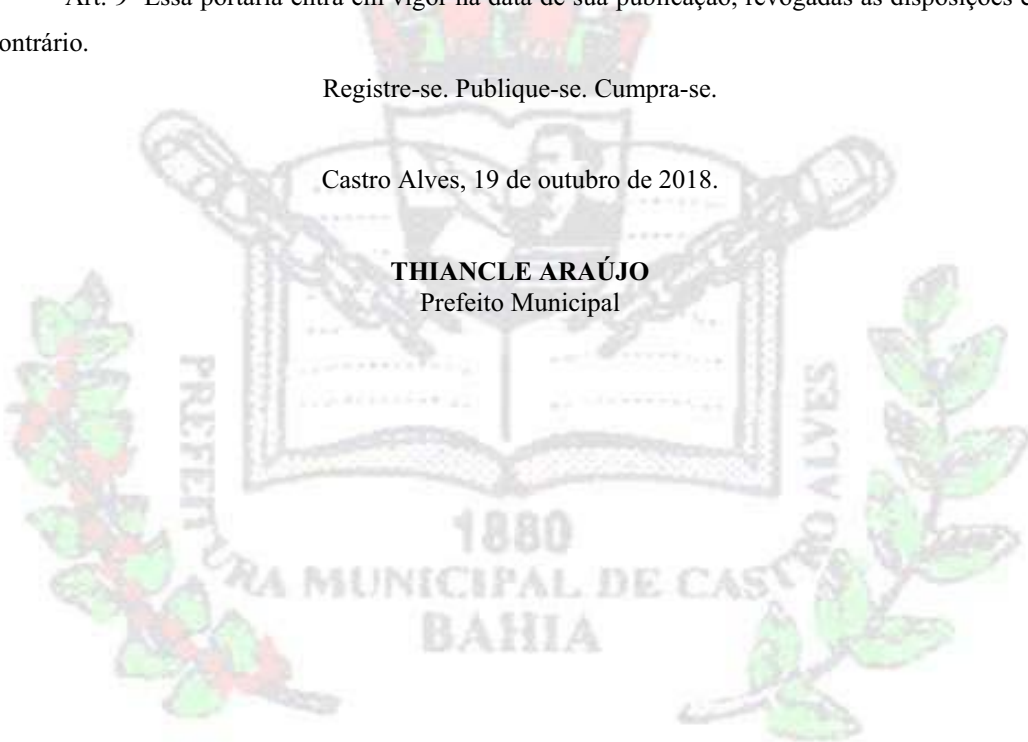 Art. 9º Essa portaria entra em vigor na data de sua publicação, revogadas as disposições
ontrário.
Registre-se. Publique-se. Cumpra-se.
Castro Alves, 19 de outubro de 2018.
THIANCLE ARAÚJO
Prefeito Municipal
1880
PREFEITURA MUNICIPAL DE CASTRO ALVES
BAHIA